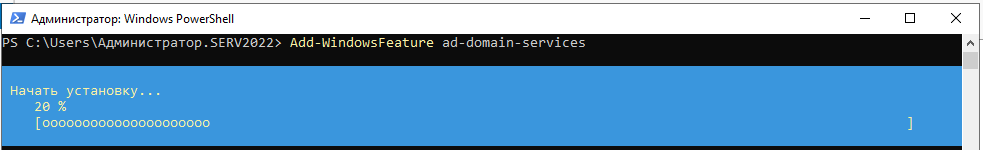 Администратор: Windows PowerShell
PS C:\Users\Администратор.SERV2022> Add-WindowsFeature ad-domain-services
Начать установку...
20 %
[ooooooooooooooooooooo ]